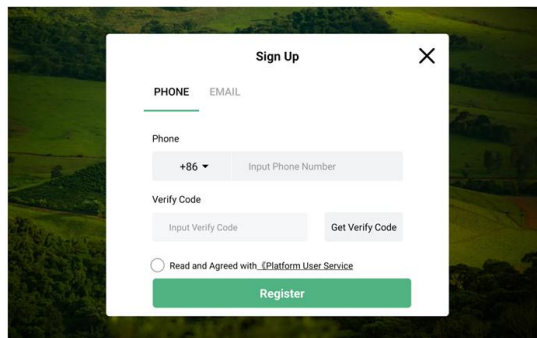 Sign Up
PHONE EMAIL
Phone
+86 Input Phone Number
Verify Code
Input Verify Code Get Verify Code
Read and Agreed with 《Platform User Service
Register